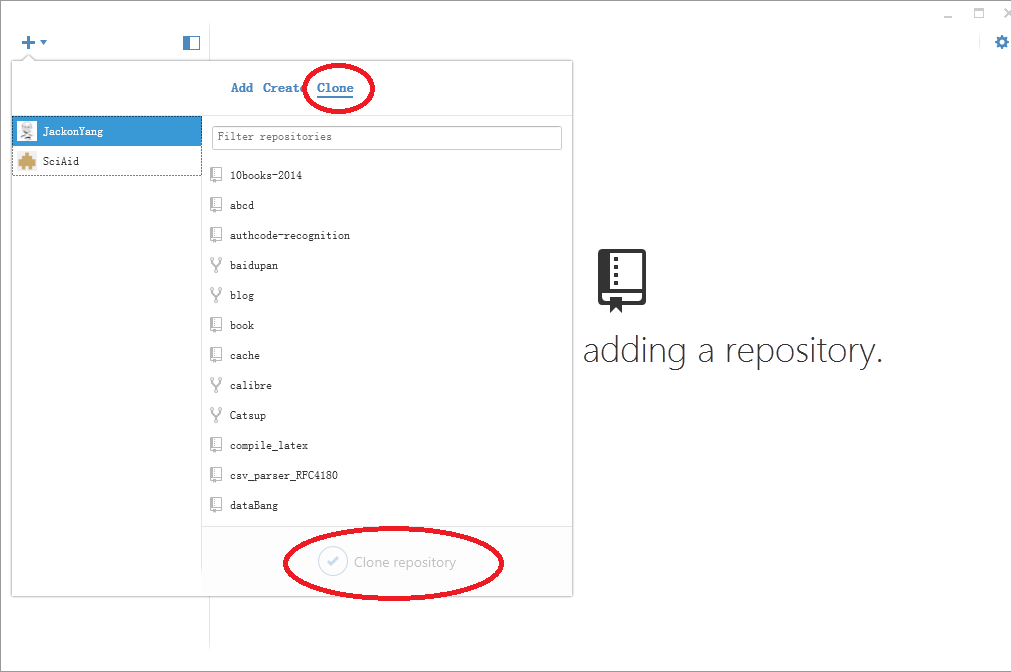 Add Create Clone
JackonYang
SciAid
Filter repositories
10books-2014
abcd
authcode-recognition
baidupan
blog
book
cache
calibre
Catsup
compile_latex
csv_parser_RFC4180
dataBang
Clone repository
adding a repository.